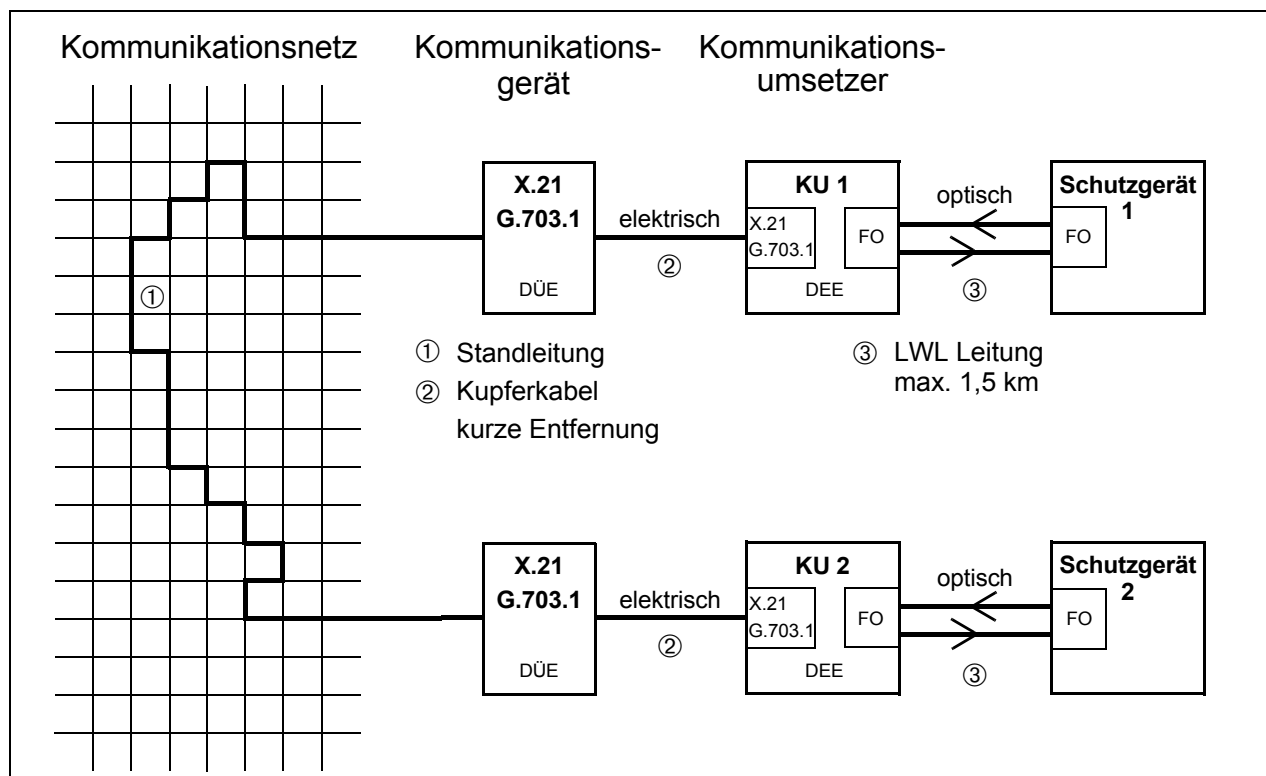 Kommunikationsnetz
Kommunikations-
gerät
Kommunikations-
umsetzer
X.21
G.703.1
DÜE
elektrisch
②
KU 1
X.21
G.703.1
FO
DEE
optisch
③
Schutzgerät
1
FO
①
① Standleitung
② Kupferkabel
kurze Entfernung
③ LWL Leitung
max. 1,5 km
X.21
G.703.1
DÜE
elektrisch
②
KU 2
X.21
G.703.1
FO
DEE
optisch
③
Schutzgerät
2
FO